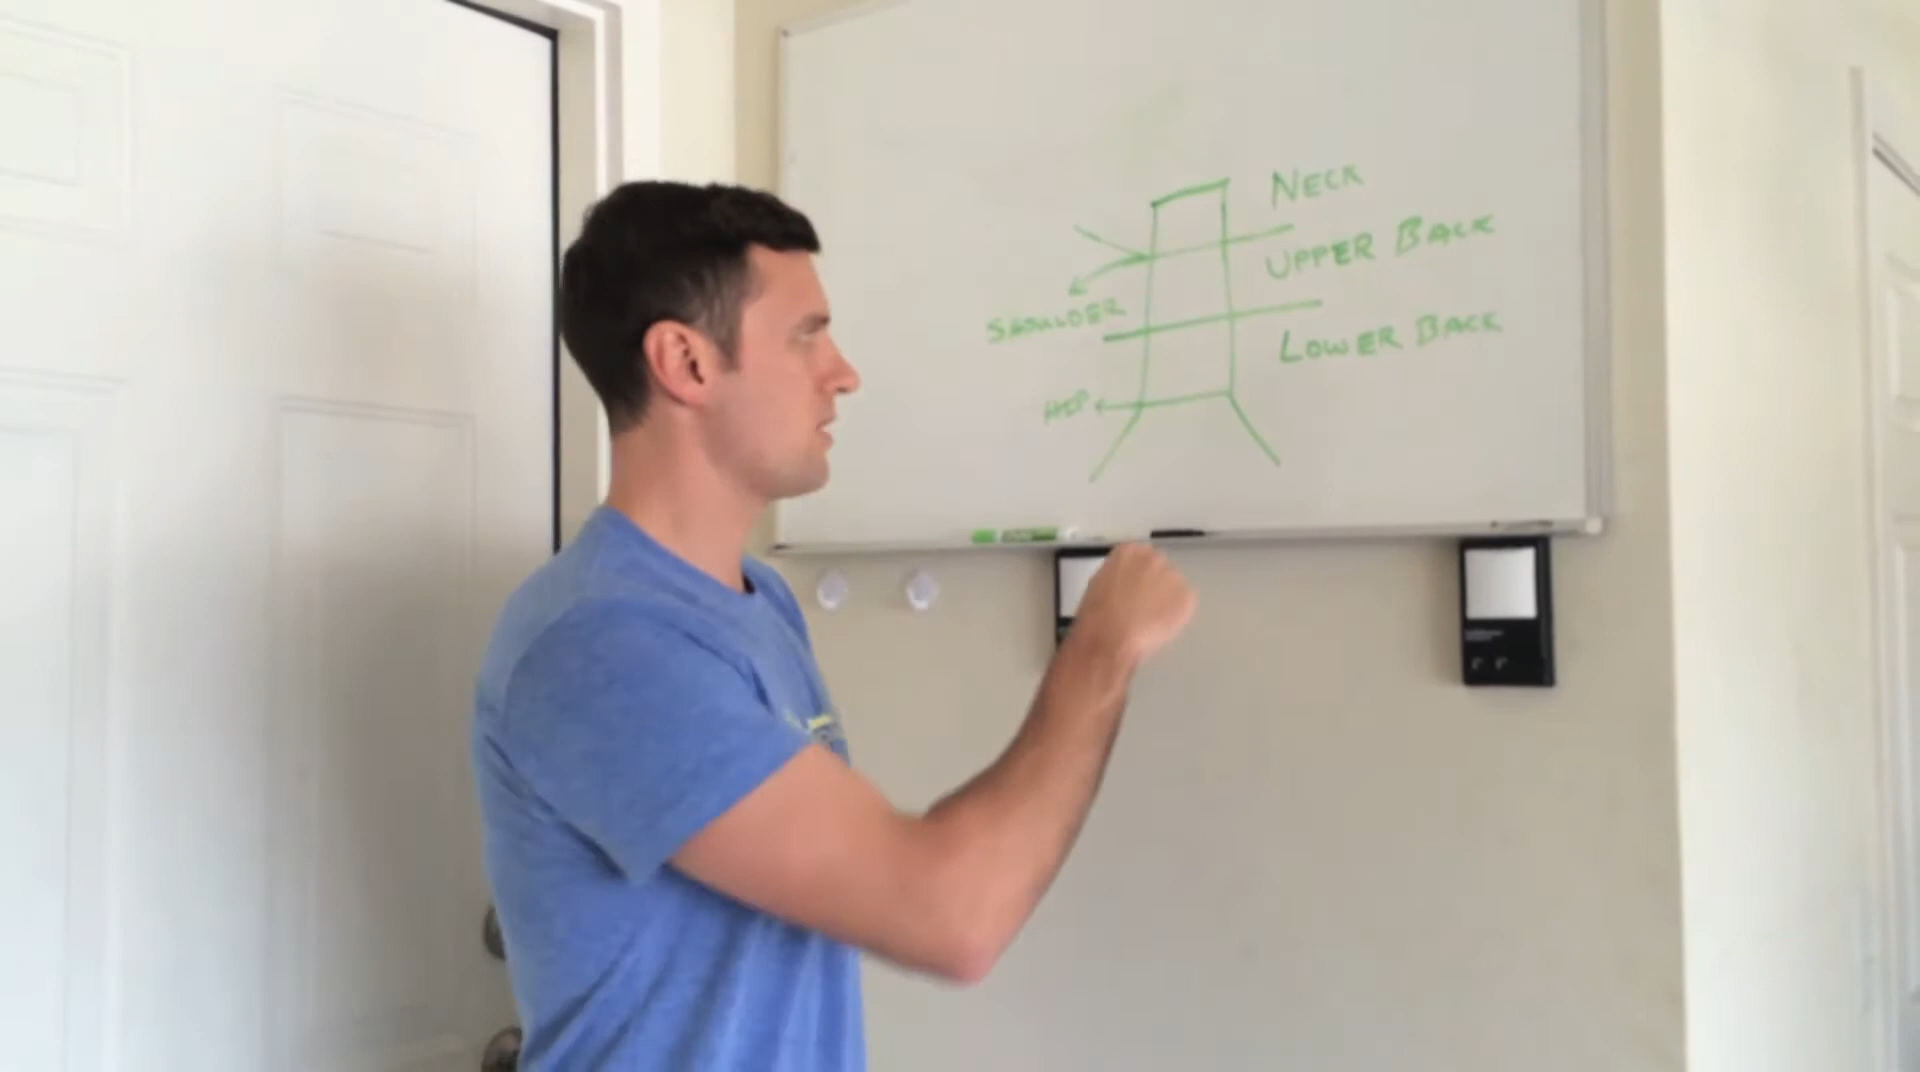 NECK
UPPER BACK
SHOULDER
LOWER BACK
HIP